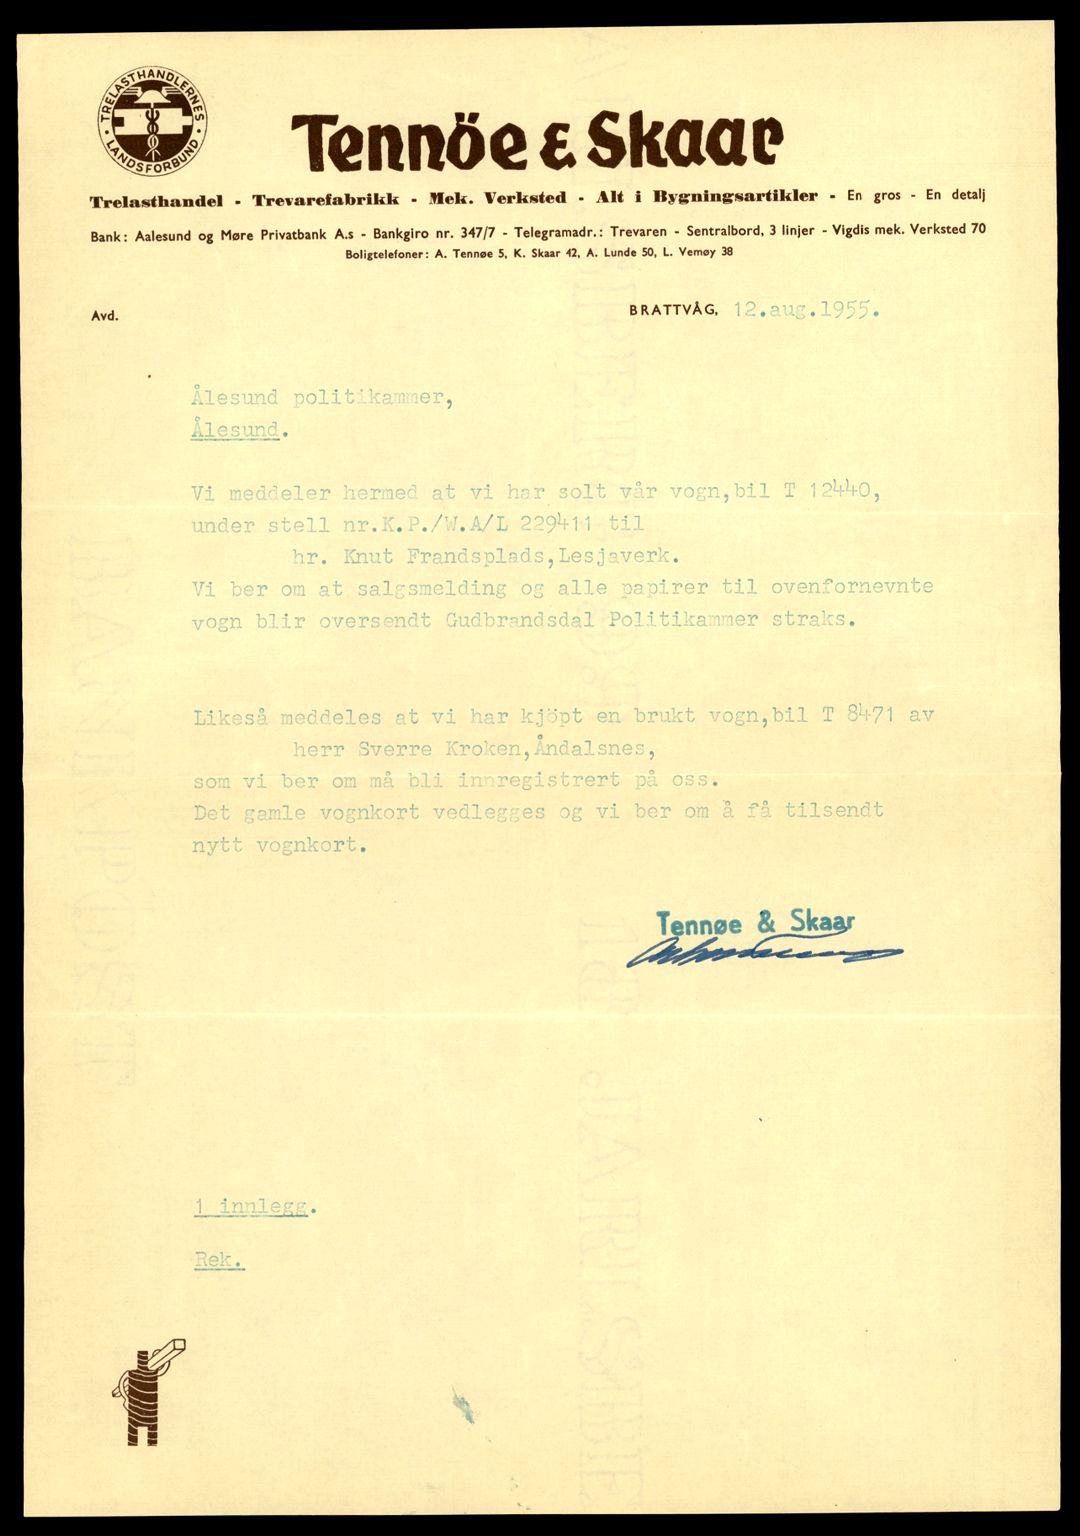 TRELASTHANDLERNES
LANDSFORBUND
Tennöe & Skaar
Trelasthandel - Trevarefabrikk - Mek. Verksted - Alt i Bygningsartikler - En gros - En detalj
Bank: Aalesund og Møre Privatbank A.s - Bankgiro nr. 347/7 - Telegramadr.: Trevaren - Sentralbord, 3 linjer - Vigdis mek. Verksted 70
Boligtelefoner: A. Tennøe 5, K. Skaar 42, A. Lunde 50, L. Vemøy 38
Avd.
BRATTVÅG, 12.aug.1955.
Ålesund politikammer,
Ålesund.
Vi meddeler hermed at vi har solt vår vogn,bil T 12440,
under stell nr.K.P./W.A/L 229411 til
hr. Knut Frandsplads,Lesjaverk.
Vi ber om at salgsmelding og alle papirer til ovenfornevnte
vogn blir oversendt Gudbrandsdal Politikammer straks.
Likeså meddeles at vi har kjöpt en brukt vogn,bil T 8471 av
herr Sverre Kroken,Åndalsnes,
som vi ber om må bli innregistrert på oss.
Det gamle vognkort vedlegges og vi ber om å få tilsendt
nytt vognkort.
Tennøe & Skaar
1 innlegg.
Rek.